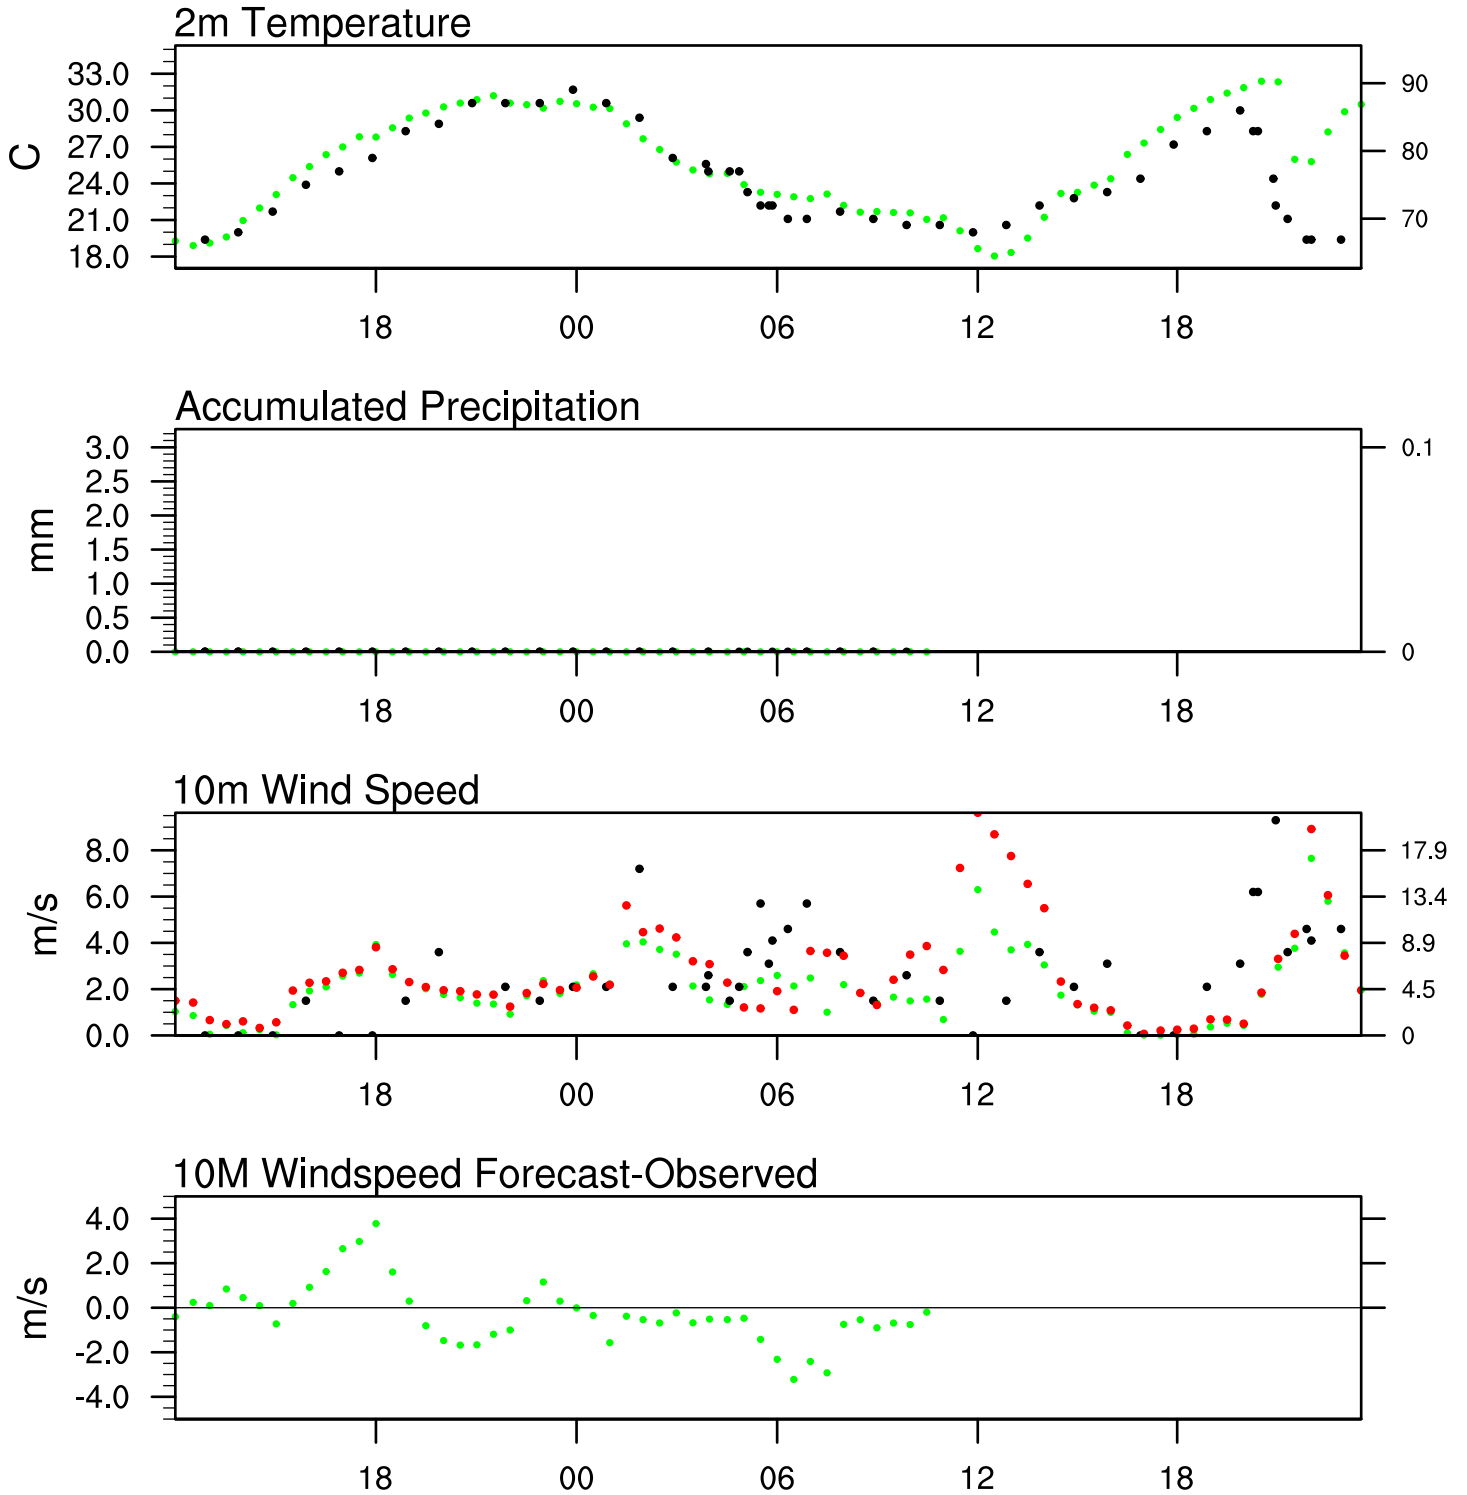 2m Temperature
33.0
30.0
27.0
24.0
21.0
18.0
C
90
80
70
18 00 06 12 18
Accumulated Precipitation
3.0
2.5
2.0
1.5
1.0
0.5
0.0
mm
0.1
0
18 00 06 12 18
10m Wind Speed
8.0
6.0
4.0
2.0
0.0
m/s
17.9
13.4
8.9
4.5
0
18 00 06 12 18
10M Windspeed Forecast-Observed
4.0
2.0
0.0
-2.0
-4.0
m/s
18 00 06 12 18